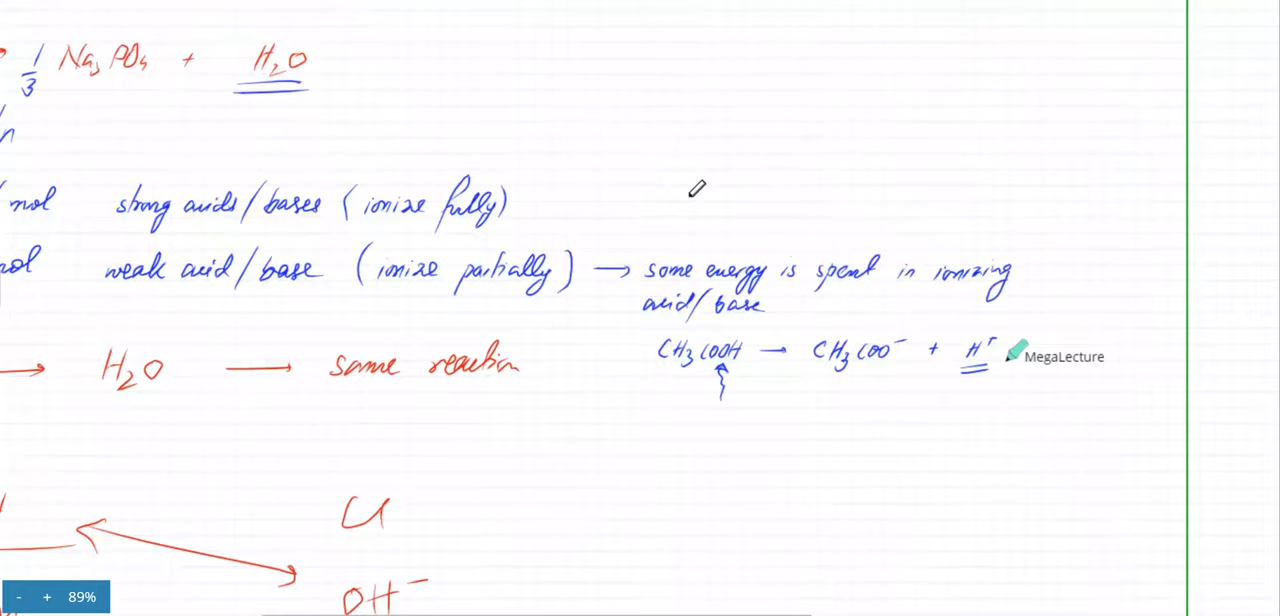 1/3 Na3PO4 + H2O
n
/mol strong acids/bases (ionize fully)
mol weak acid/base (ionize partially) → some energy is spent in ionizing
acid/base
CH3COOH → CH3COO⁻ + H⁺ MegaLecture
→ H2O → same reaction
Cl
OH⁻
- + 89%